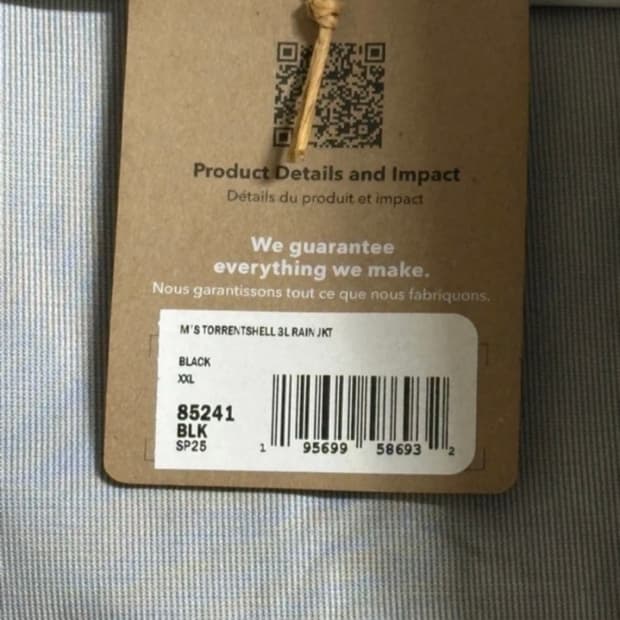 Product Details and Impact
Détails du produit et impact
We guarantee
everything we make.
Nous garantissons tout ce que nous fabriquons.
M'S TORRENTSHELL 3L RAIN JKT
BLACK
XXL
85241
BLK
SP25
1 95699 58693 2